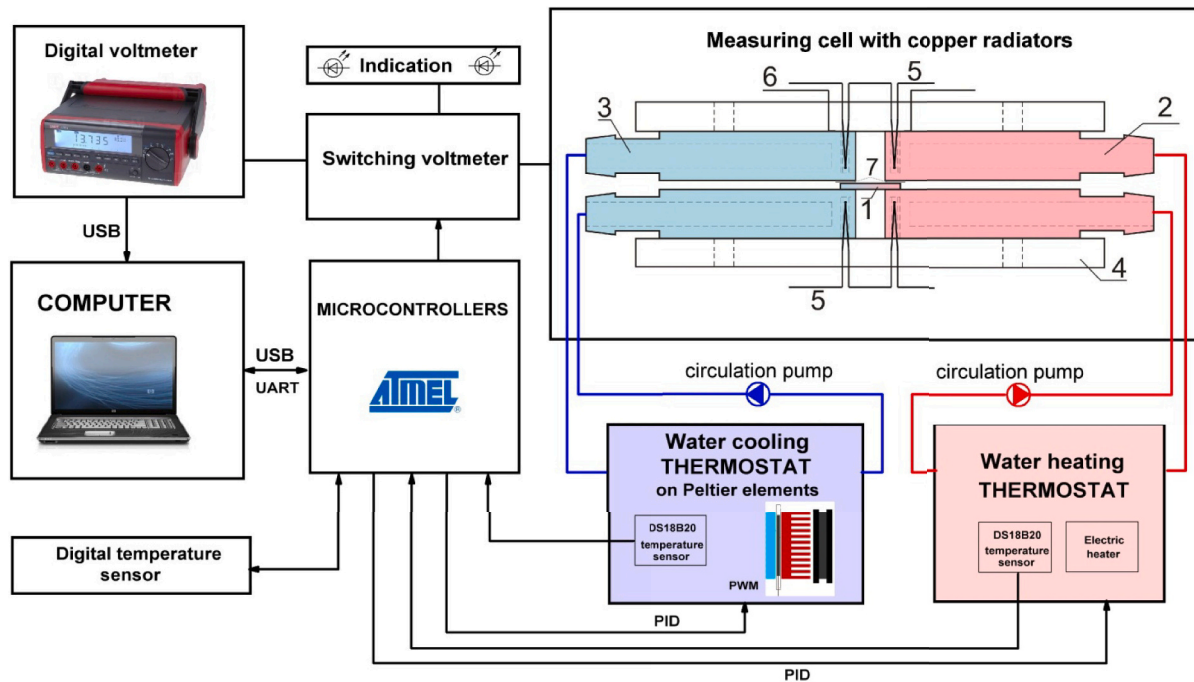 Digital voltmeter
13.735
Indication
Switching voltmeter
Measuring cell with copper radiators
6
5
3
2
7
1
4
5
USB
COMPUTER
MICROCONTROLLERS
USB
UART
ATMEL
®
circulation pump
circulation pump
Water cooling
THERMOSTAT
on Peltier elements
DS18B20
temperature
sensor
PWM
Water heating
THERMOSTAT
DS18B20
temperature
sensor
Electric
heater
Digital temperature
sensor
PID
PID